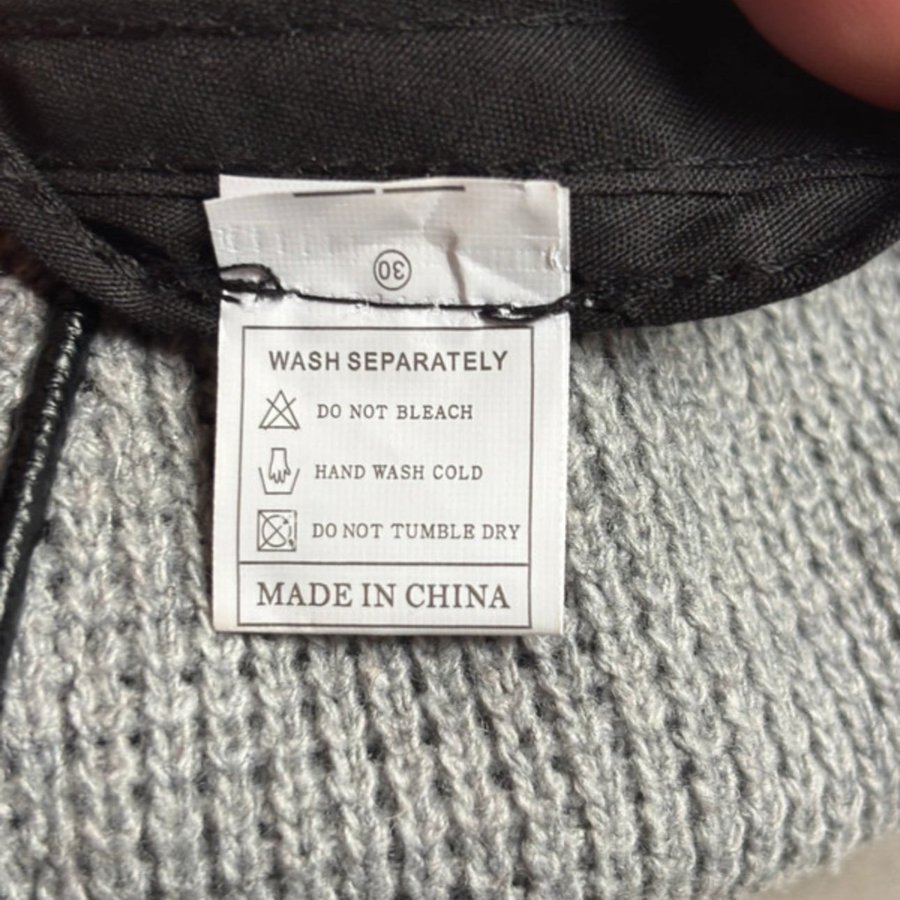 30
WASH SEPARATELY
DO NOT BLEACH
HAND WASH COLD
DO NOT TUMBLE DRY
MADE IN CHINA